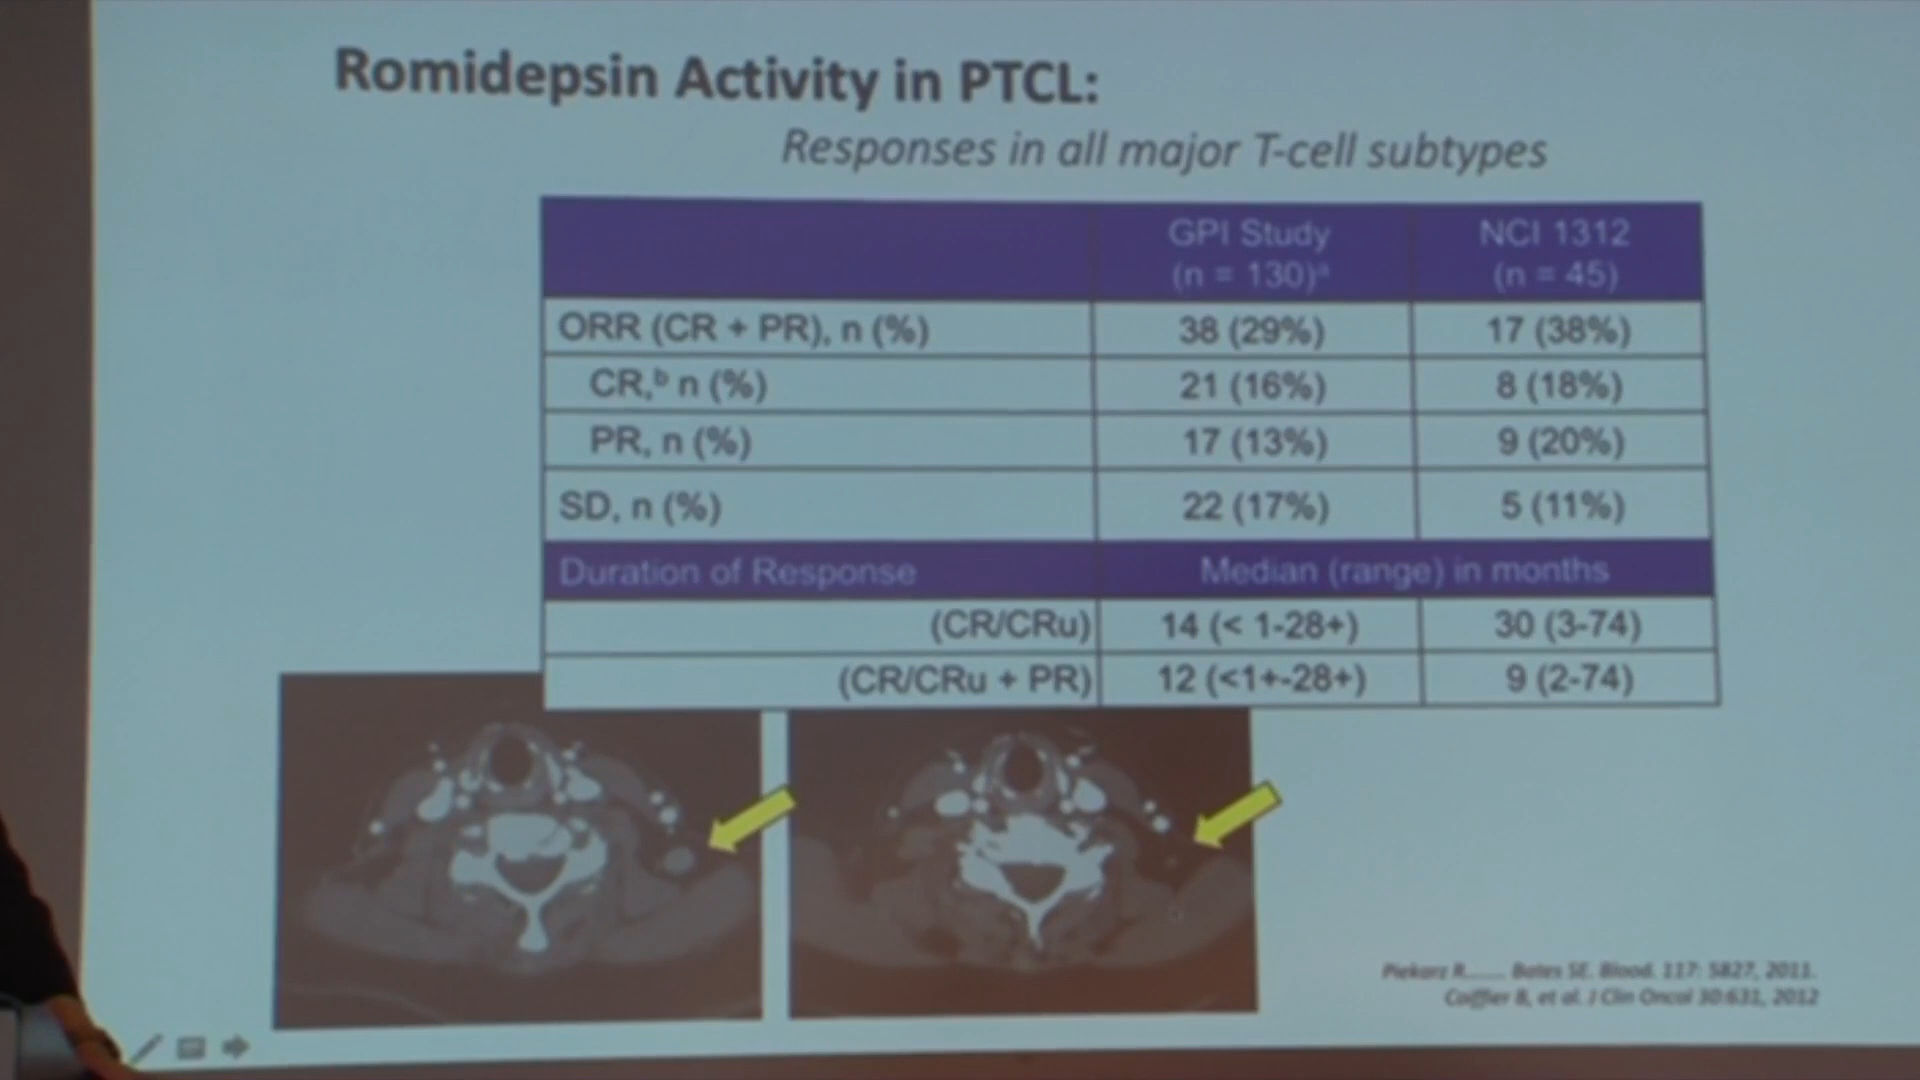 Romidepsin Activity in PTCL:
Responses in all major T-cell subtypes
GPI Study (n = 130)ᵃ
NCI 1312 (n = 45)
ORR (CR + PR), n (%) 38 (29%) 17 (38%)
CR,ᵇ n (%) 21 (16%) 8 (18%)
PR, n (%) 17 (13%) 9 (20%)
SD, n (%) 22 (17%) 5 (11%)
Duration of Response Median (range) in months
(CR/CRu) 14 (< 1-28+) 30 (3-74)
(CR/CRu + PR) 12 (<1+-28+) 9 (2-74)
Piekarz R...... Bates SE. Blood. 117: 5827, 2011.
Coiffier B, et al. J Clin Oncol 30:631, 2012